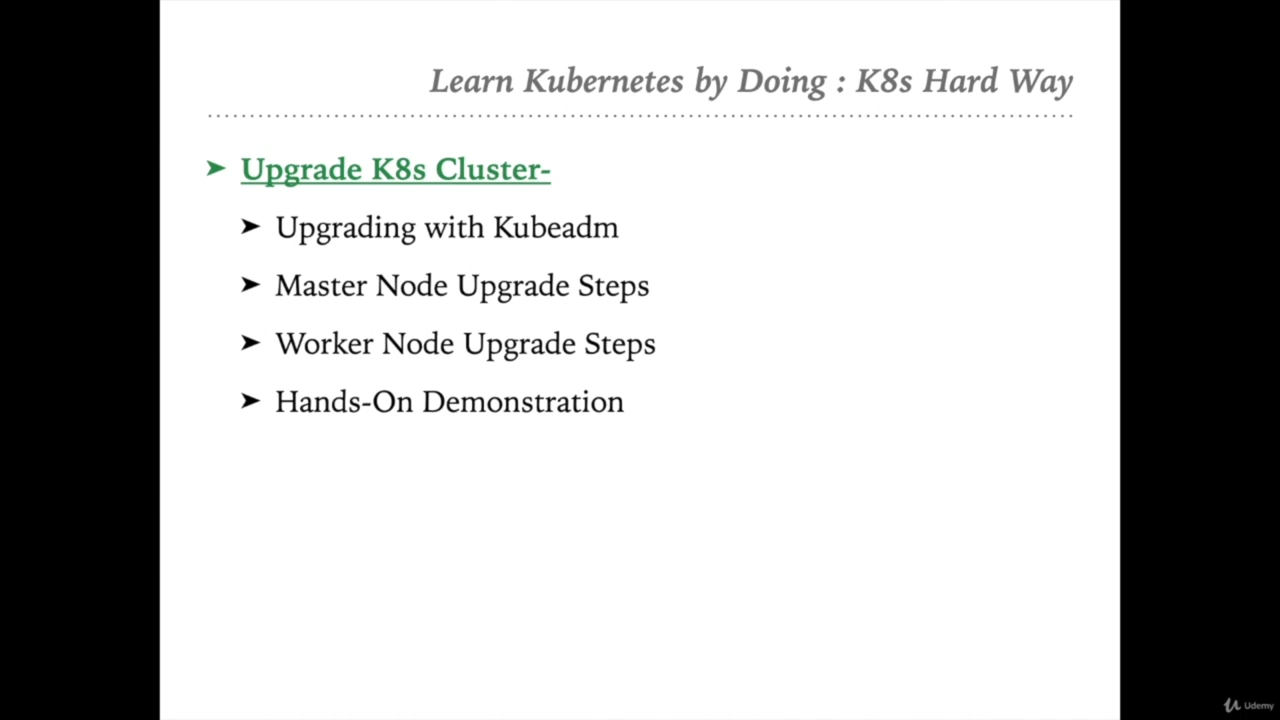 Learn Kubernetes by Doing : K8s Hard Way
➤ Upgrade K8s Cluster-
➤ Upgrading with Kubeadm
➤ Master Node Upgrade Steps
➤ Worker Node Upgrade Steps
➤ Hands-On Demonstration
Udemy